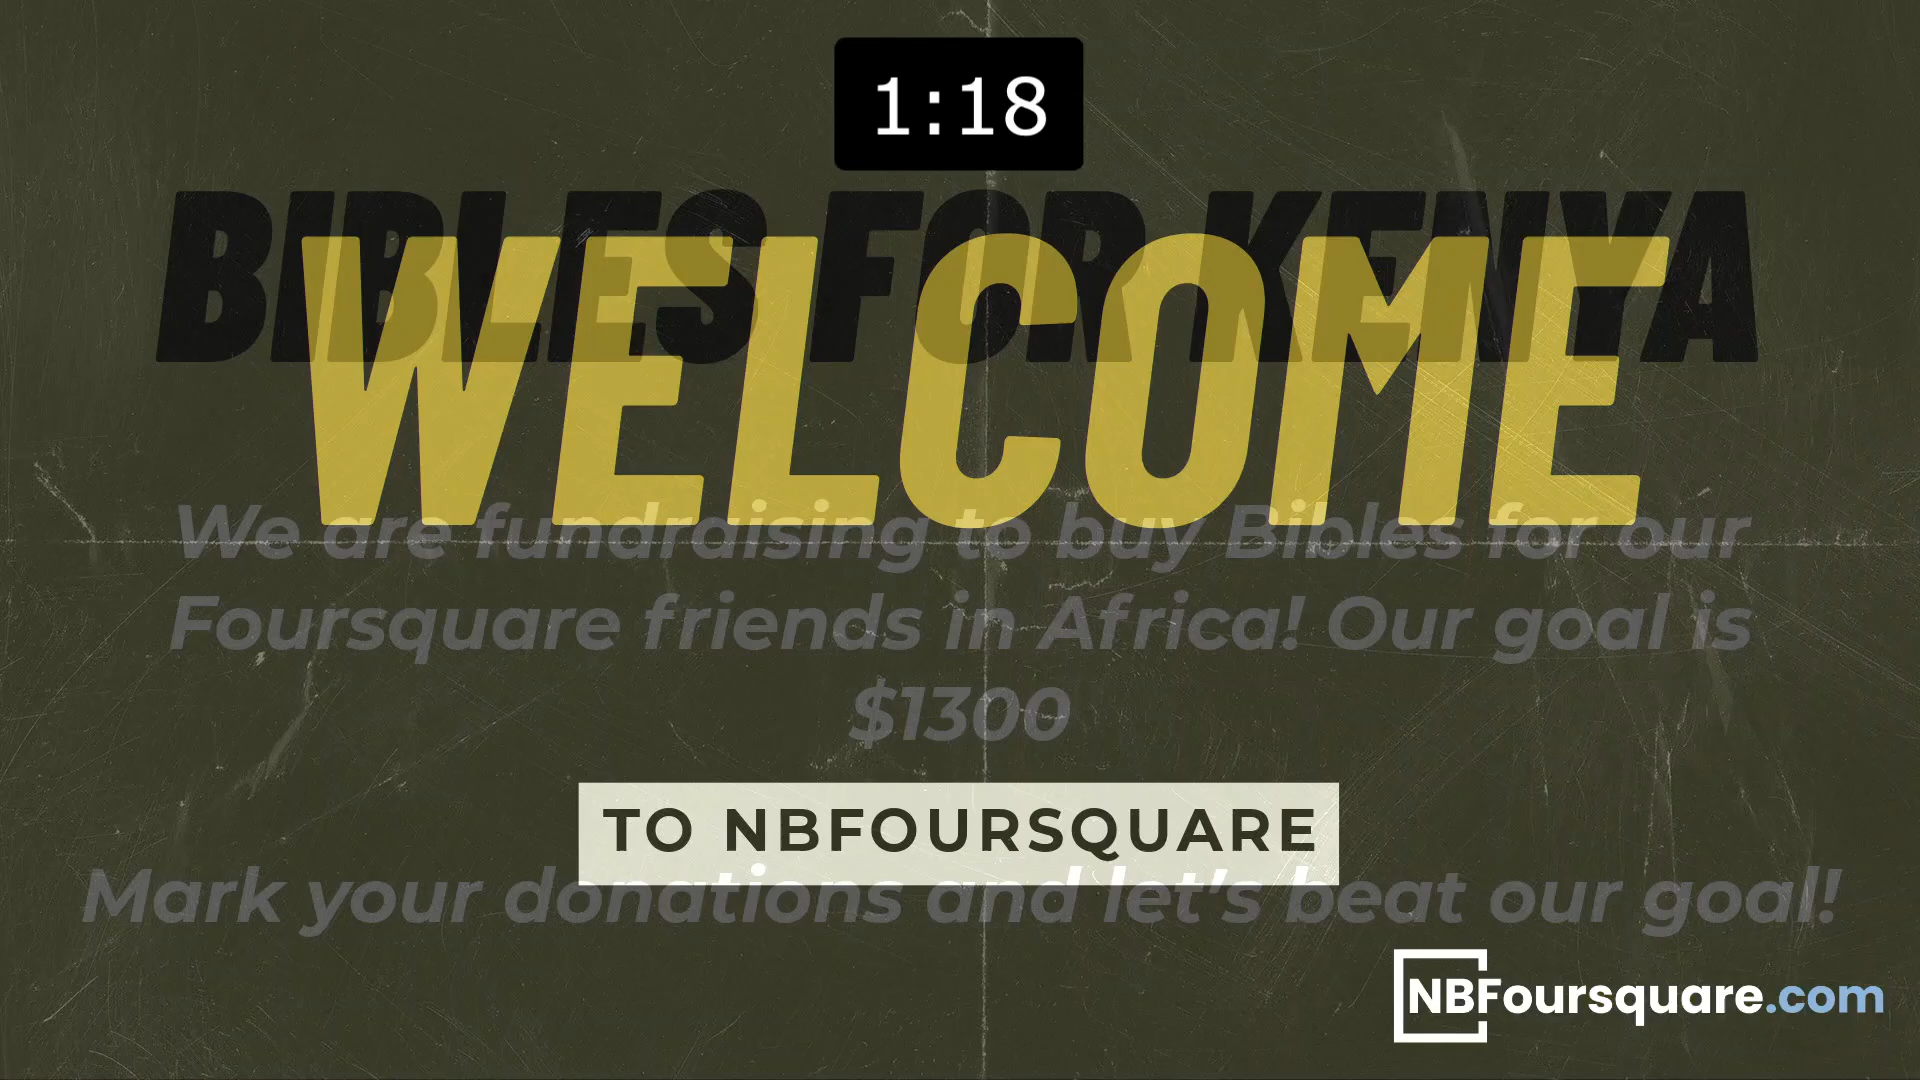 1:18
BIBLES FOR KENYA
WELCOME
We are fundraising to buy Bibles for our
Foursquare friends in Africa! Our goal is
$1300
TO NBFOURSQUARE
Mark your donations and let's beat our goal!
NBFoursquare.com